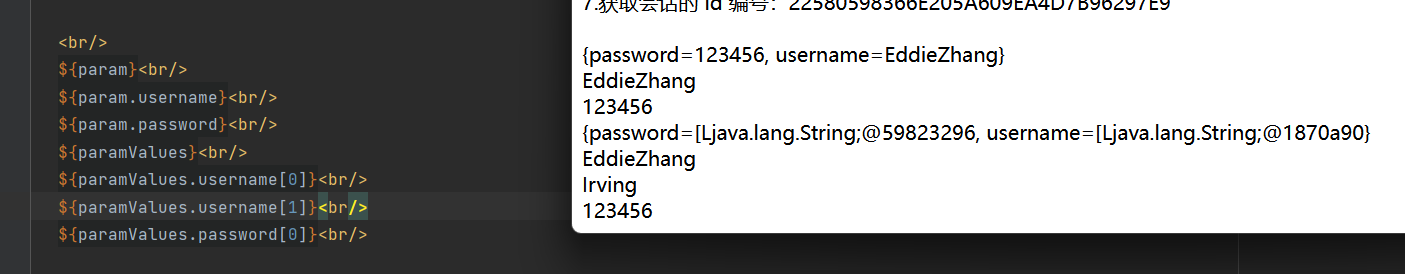 <br/>
${param}<br/>
${param.username}<br/>
${param.password}<br/>
${paramValues}<br/>
${paramValues.username[0]}<br/>
${paramValues.username[1]}<br/>
${paramValues.password[0]}<br/>
7.获取会话的 id 编号：22580598366E205A609EA4D7B96297E9
{password=123456, username=EddieZhang}
EddieZhang
123456
{password=[Ljava.lang.String;@59823296, username=[Ljava.lang.String;@1870a90}
EddieZhang
Irving
123456